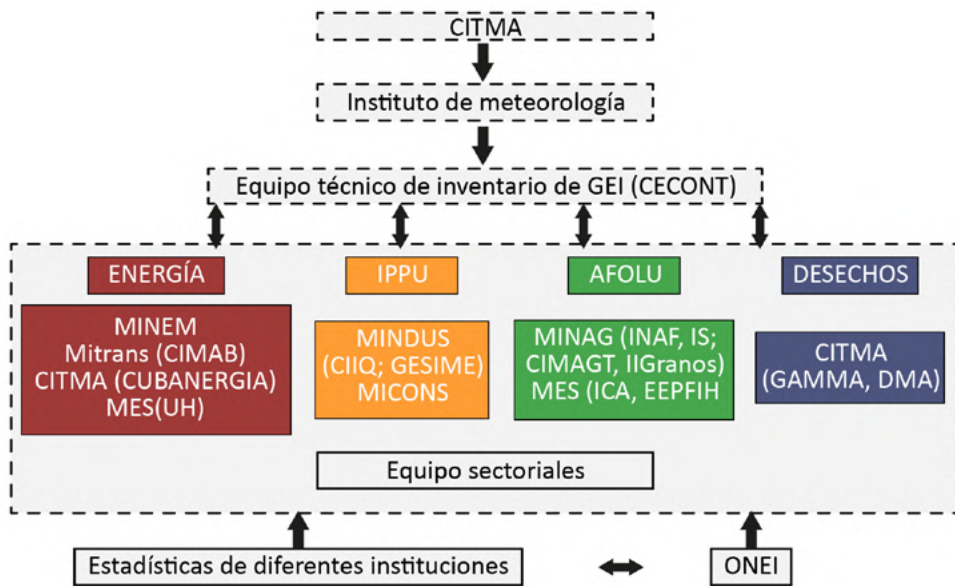 CITMA
Instituto de meteorología
Equipo técnico de inventario de GEI (CECONT)
ENERGÍA
IPPU
AFOLU
DESECHOS
MINEM
Mitrans (CIMAB)
CITMA (CUBANERGIA)
MES(UH)
MINDUS
(CIIQ; GESIME)
MICONS
MINAG (INAF, IS;
CIMAGT, IIGranos)
MES (ICA, EEPFIH
CITMA
(GAMMA, DMA)
Equipo sectoriales
Estadísticas de diferentes instituciones
ONEI